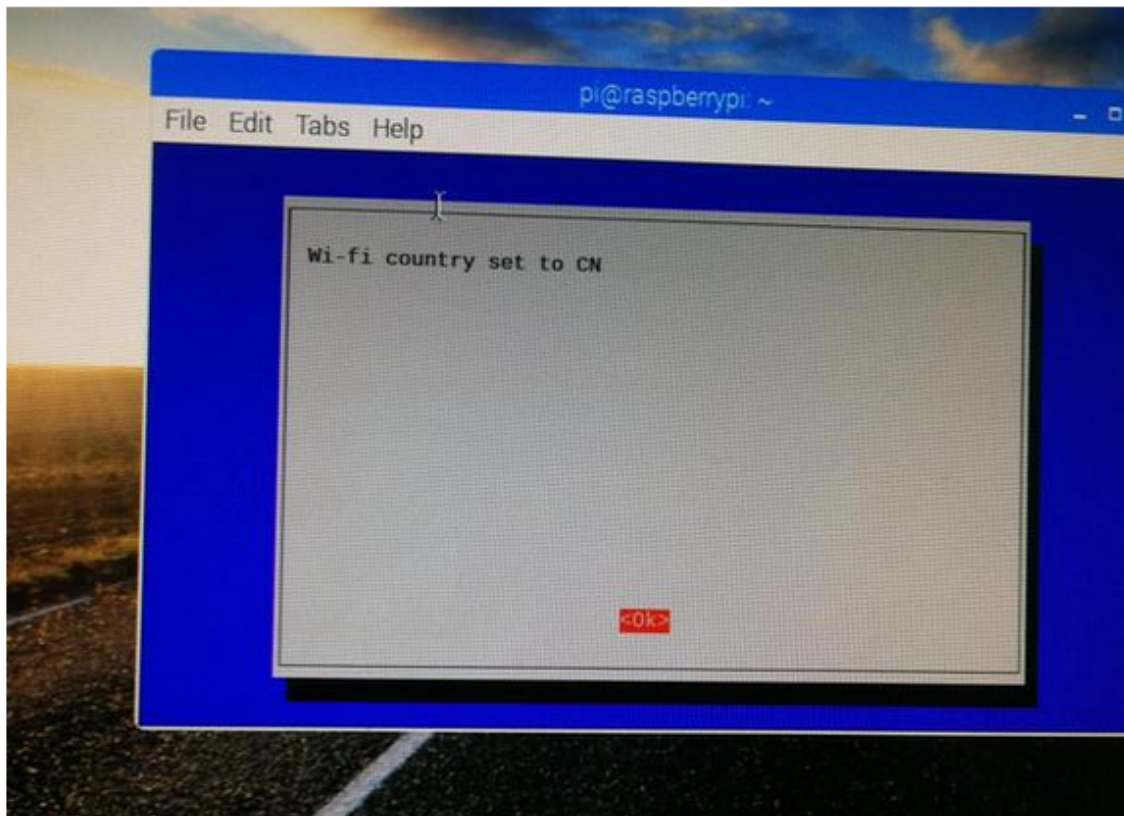 pi@raspberrypi: ~
File Edit Tabs Help
Wi-fi country set to CN
<Ok>